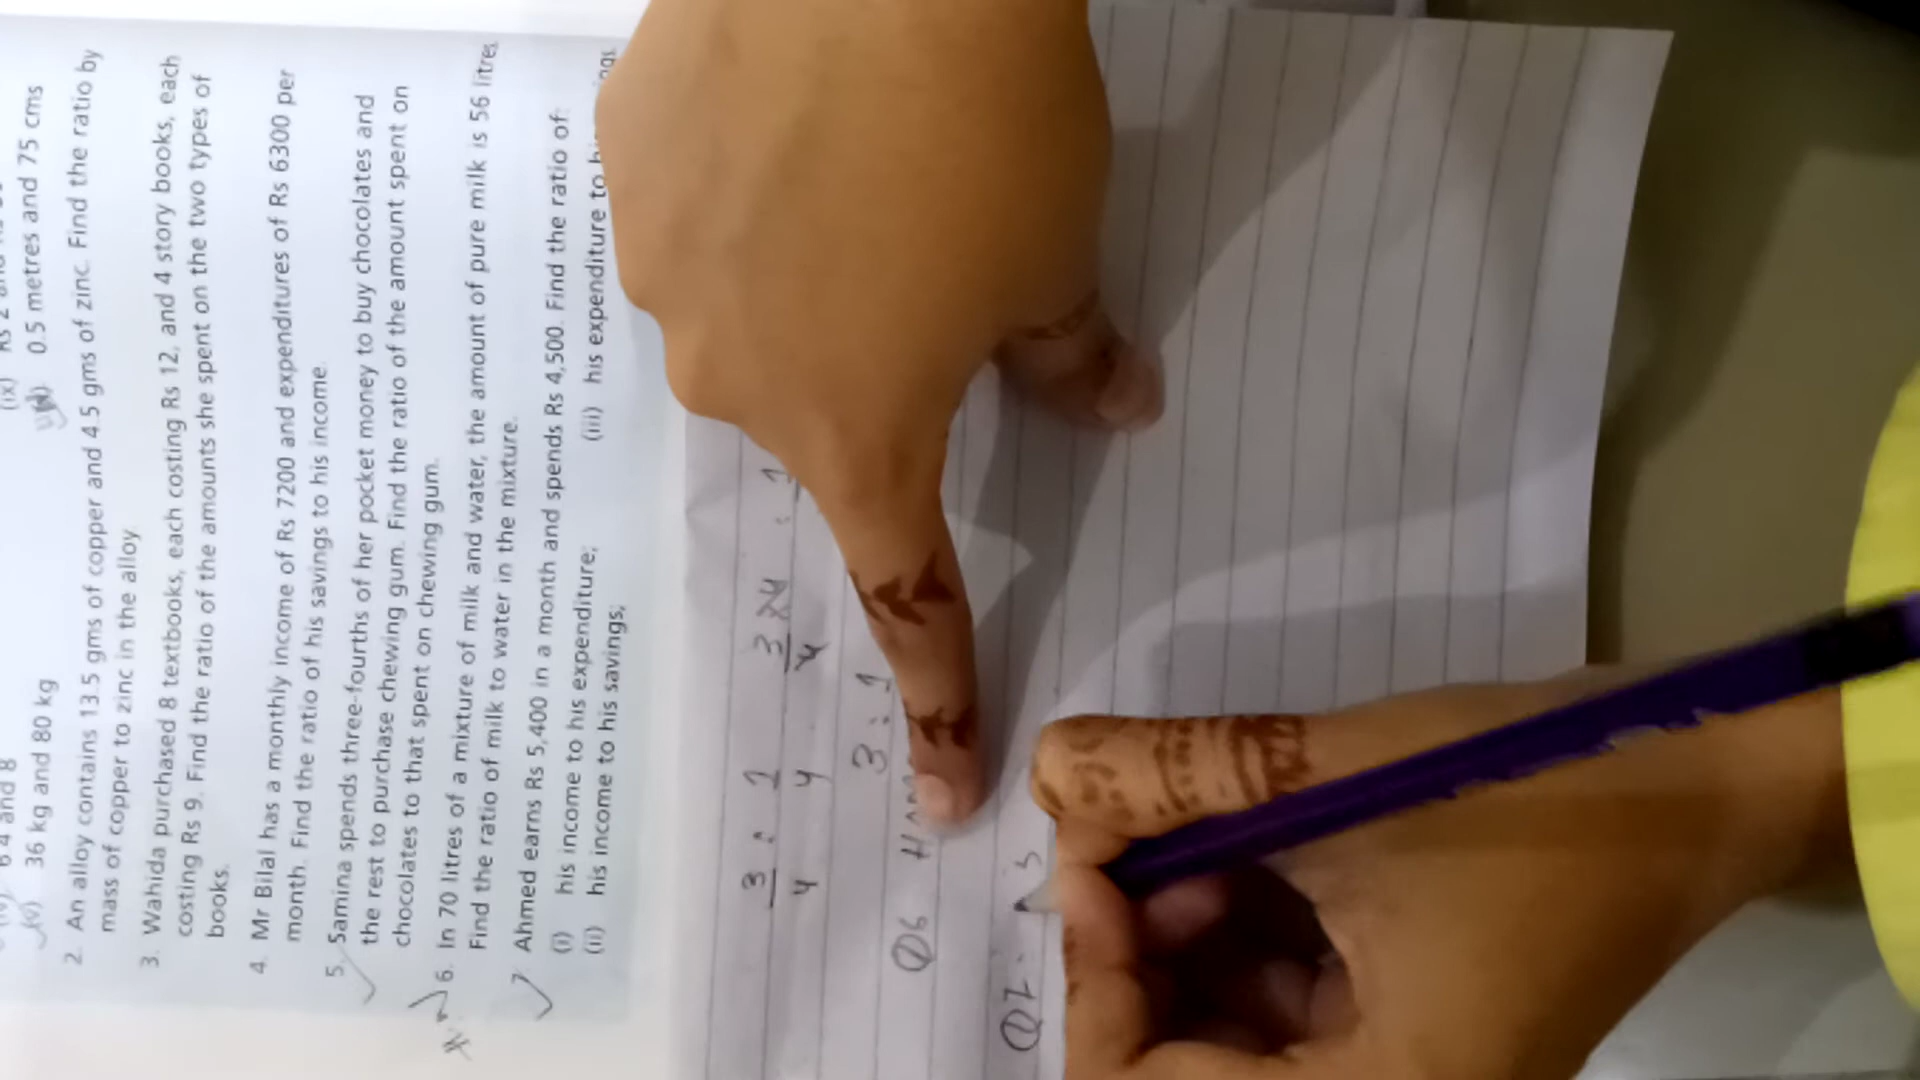 (ix)
(iv) 6 4 and 8
(v) 36 kg and 80 kg
0.5 metres and 75 cms
2. An alloy contains 13.5 gms of copper and 4.5 gms of zinc. Find the ratio by
mass of copper to zinc in the alloy.
3. Wahida purchased 8 textbooks, each costing Rs 12, and 4 story books, each
costing Rs 9. Find the ratio of the amounts she spent on the two types of
books.
4. Mr Bilal has a monthly income of Rs 7200 and expenditures of Rs 6300 per
month. Find the ratio of his savings to his income.
5. Samina spends three-fourths of her pocket money to buy chocolates and
the rest to purchase chewing gum. Find the ratio of the amount spent on
chocolates to that spent on chewing gum.
6. In 70 litres of a mixture of milk and water, the amount of pure milk is 56 litres.
Find the ratio of milk to water in the mixture.
7. Ahmed earns Rs 5,400 in a month and spends Rs 4,500. Find the ratio of:
(i) his income to his expenditure;
(ii) his income to his savings;
(iii) his expenditure to
3 : 1 3 x4 : 1
4 4 4
3 : 1
Q6
Q7: